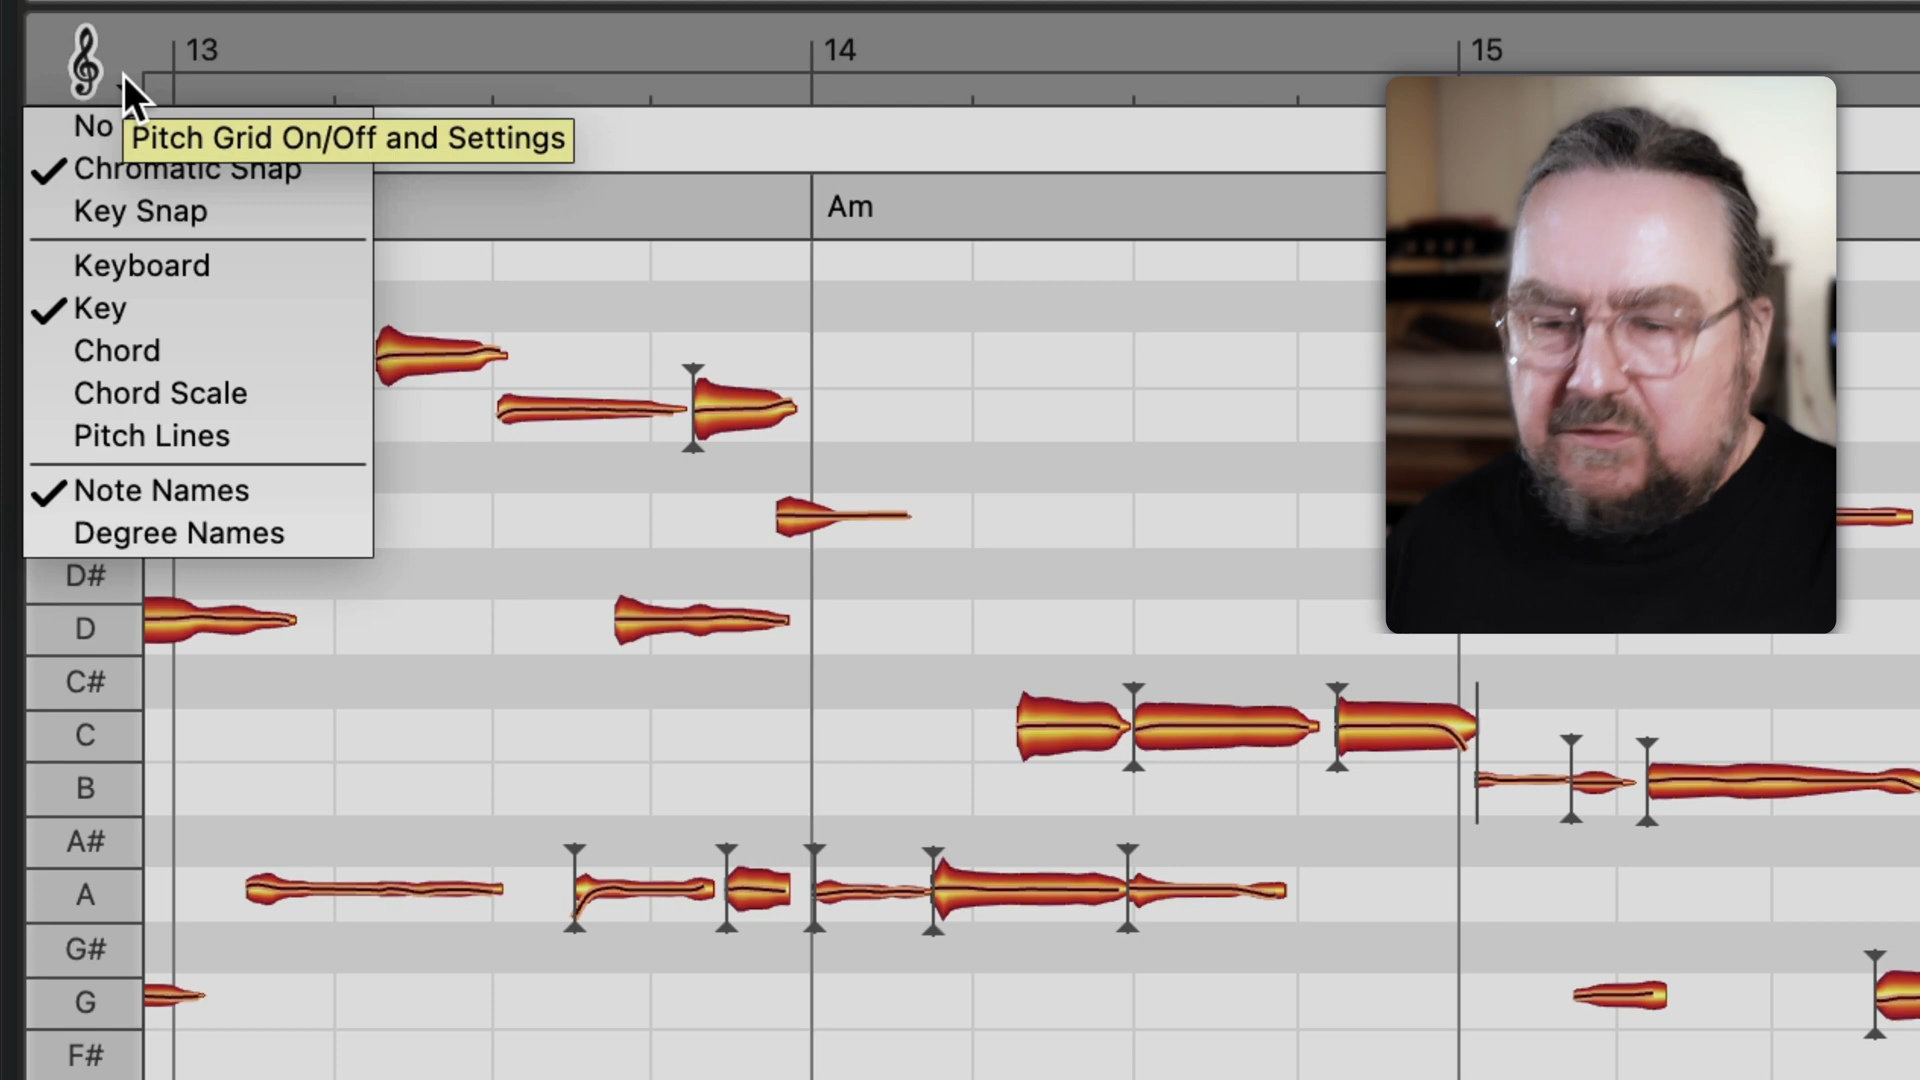 13
14
15
No
Pitch Grid On/Off and Settings
Chromatic Snap
Key Snap
Am
Keyboard
Key
Chord
Chord Scale
Pitch Lines
Note Names
Degree Names
D#
D
C#
C
B
A#
A
G#
G
F#